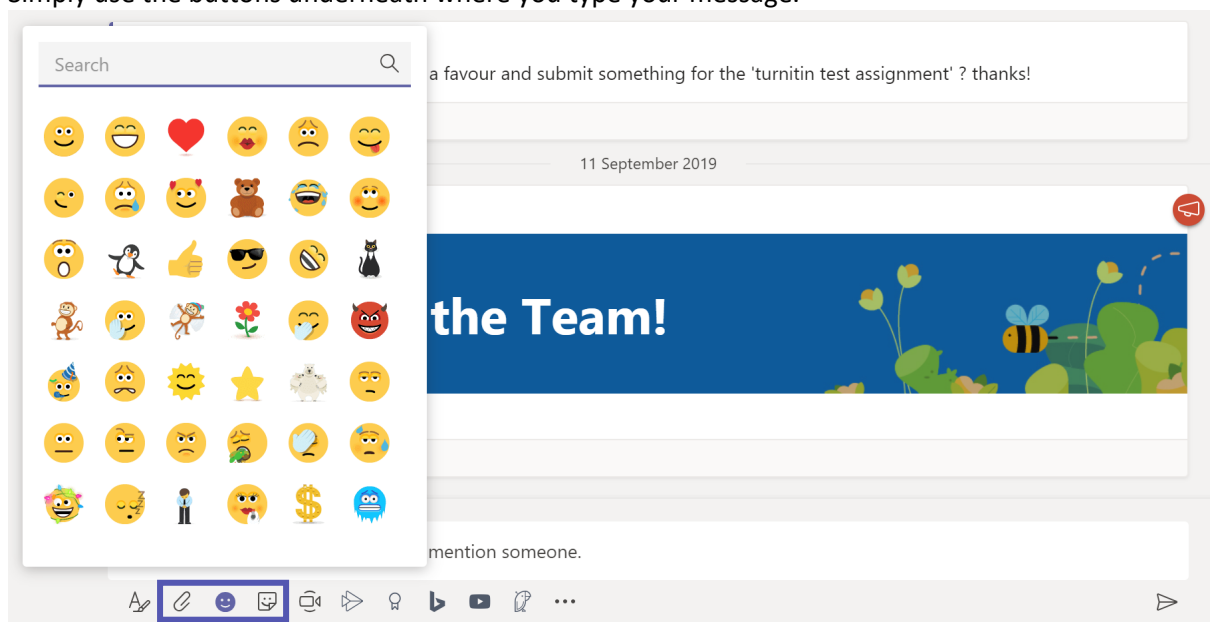 Simply use the buttons underneath where you type your message.
Search
a favour and submit something for the 'turnitin test assignment' ? thanks!
11 September 2019
the Team!
mention someone.